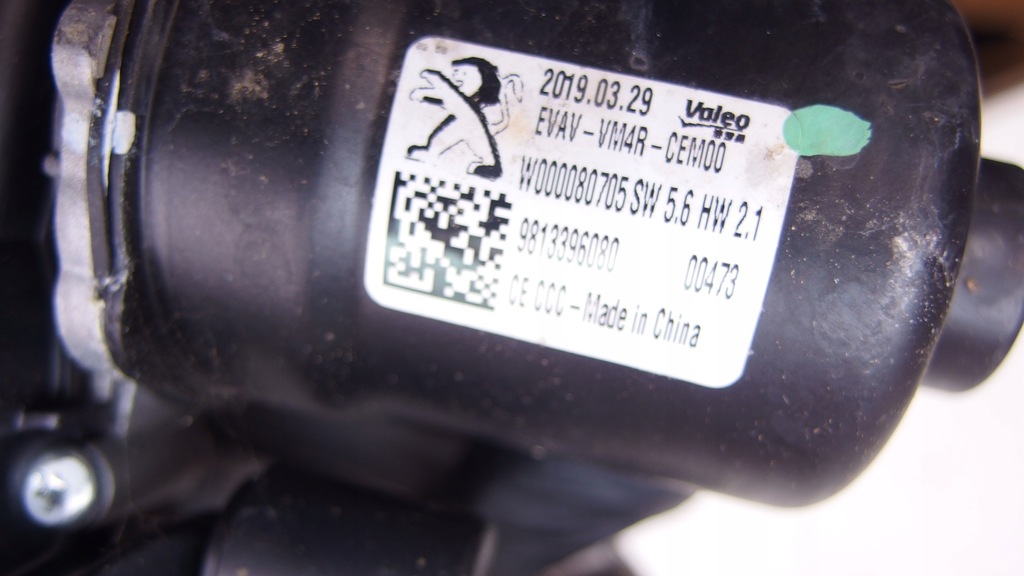 2019.03.29 Valeo
EVAV-VM4R-CEM00
W000080705 SW 5.6 HW 2.1
9813396080 00473
CE CCC - Made in China